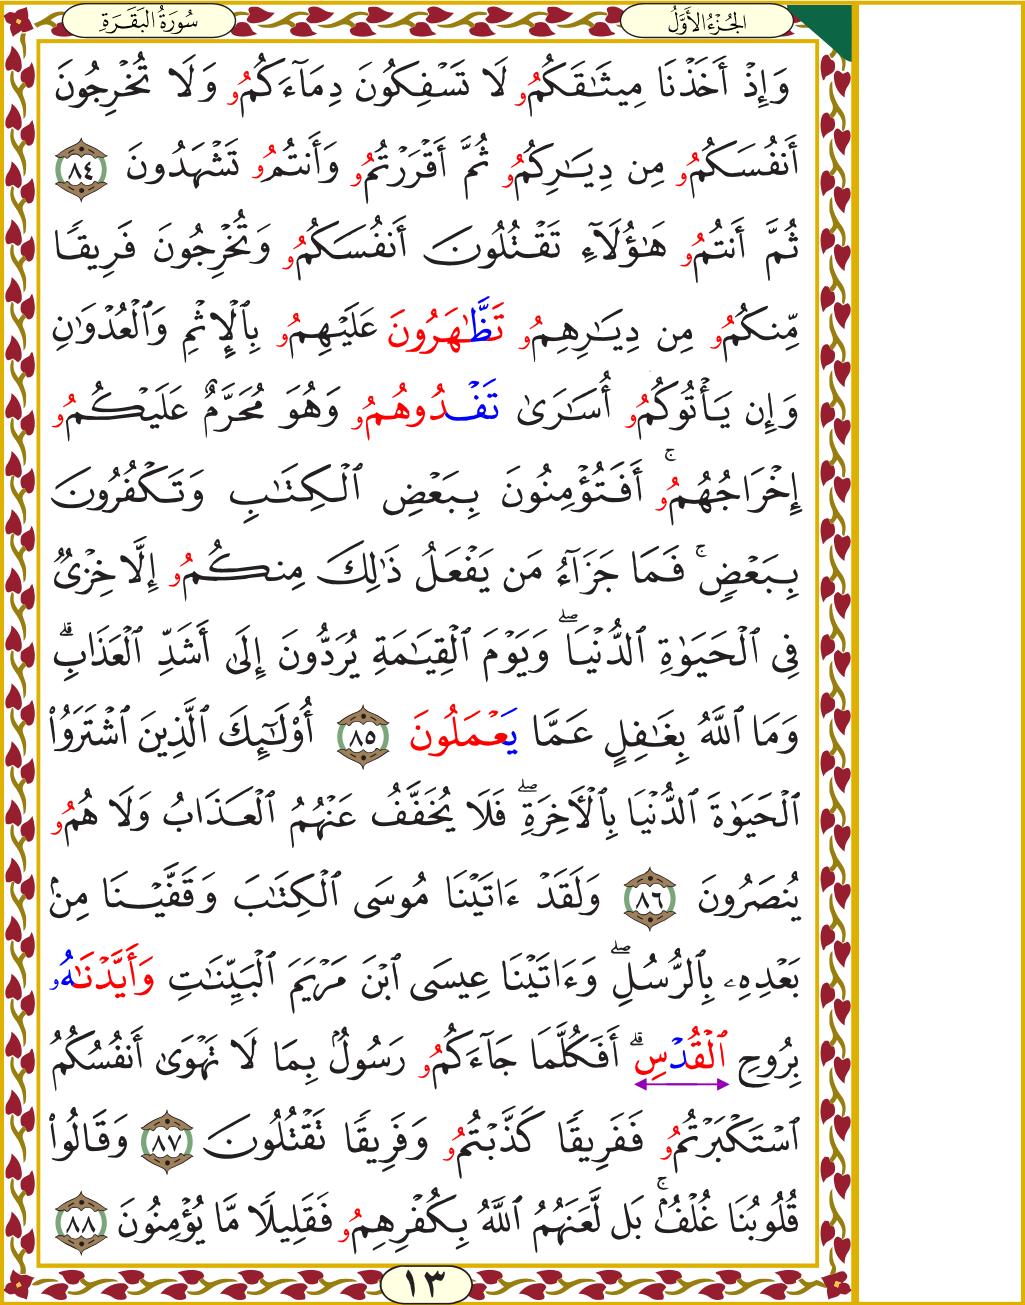 الجُزْءُ الأَوَّلُ
سُورَةُ البَقَرَةِ
وَإِذْ أَخَذْنَا مِيثَٰقَكُمُۥ لَا تَسْفِكُونَ دِمَآءَكُمُۥ وَلَا تُخْرِجُونَ
أَنفُسَكُمُۥ مِن دِيَٰرِكُمُۥ ثُمَّ أَقْرَرْتُمُۥ وَأَنتُمُۥ تَشْهَدُونَ ٨٤
ثُمَّ أَنتُمُۥ هَٰٓؤُلَآءِ تَقْتُلُونَ أَنفُسَكُمُۥ وَتُخْرِجُونَ فَرِيقًا
مِّنكُمُۥ مِن دِيَٰرِهِمُۥ تَظَّٰهَرُونَ عَلَيْهِمُۥ بِٱلْإِثْمِ وَٱلْعُدْوَٰنِ
وَإِن يَأْتُوكُمُۥ أُسَٰرَىٰ تَفْدُوهُمُۥ وَهُوَ مُحَرَّمٌ عَلَيْكُمُۥ
إِخْرَاجُهُمُۥ ۚ أَفَتُؤْمِنُونَ بِبَعْضِ ٱلْكِتَٰبِ وَتَكْفُرُونَ
بِبَعْضٍ ۚ فَمَا جَزَآءُ مَن يَفْعَلُ ذَٰلِكَ مِنكُمُۥ إِلَّا خِزْىٌ
فِى ٱلْحَيَوٰةِ ٱلدُّنْيَا ۖ وَيَوْمَ ٱلْقِيَٰمَةِ يُرَدُّونَ إِلَىٰ أَشَدِّ ٱلْعَذَابِ ۗ
وَمَا ٱللَّهُ بِغَٰفِلٍ عَمَّا يَعْمَلُونَ ٨٥ أُو۟لَٰٓئِكَ ٱلَّذِينَ ٱشْتَرَوُا۟
ٱلْحَيَوٰةَ ٱلدُّنْيَا بِٱلْأَخِرَةِ ۖ فَلَا يُخَفَّفُ عَنْهُمُ ٱلْعَذَابُ وَلَا هُمُۥ
يُنصَرُونَ ٨٦ وَلَقَدْ ءَاتَيْنَا مُوسَى ٱلْكِتَٰبَ وَقَفَّيْنَا مِنۢ
بَعْدِهِۦ بِٱلرُّسُلِ ۖ وَءَاتَيْنَا عِيسَى ٱبْنَ مَرْيَمَ ٱلْبَيِّنَٰتِ وَأَيَّدْنَٰهُۥ
بِرُوحِ ٱلْقُدْسِ ۗ أَفَكُلَّمَا جَآءَكُمُۥ رَسُولٌۢ بِمَا لَا تَهْوَىٰٓ أَنفُسُكُمُ
ٱسْتَكْبَرْتُمُۥ فَفَرِيقًا كَذَّبْتُمُۥ وَفَرِيقًا تَقْتُلُونَ ٨٧ وَقَالُوا۟
قُلُوبُنَا غُلْفٌۢ ۚ بَل لَّعَنَهُمُ ٱللَّهُ بِكُفْرِهِمُۥ فَقَلِيلًا مَّا يُؤْمِنُونَ ٨٨
١٣